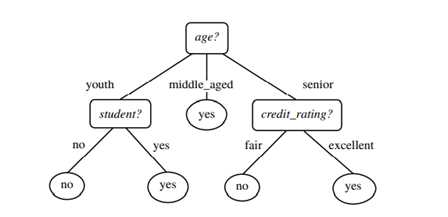 age?
youth middle_aged senior
student? yes credit_rating?
no yes fair excellent
no yes no yes